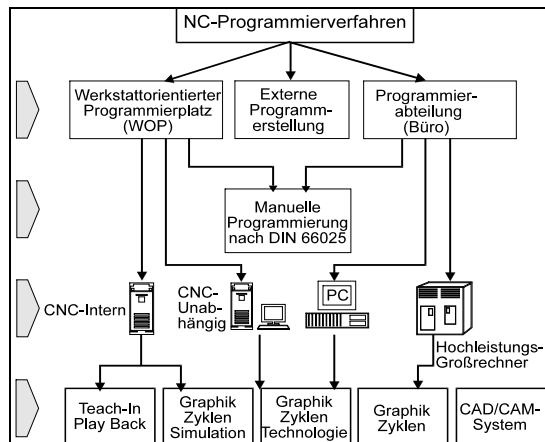 NC-Programmierverfahren
Werkstattorientierter
Programmierplatz
(WOP)
Externe
Programm-
erstellung
Programmier-
abteilung
(Büro)
Manuelle
Programmierung
nach DIN 66025
CNC-Intern
CNC-
Unab-
hängig
PC
Hochleistungs-
Großrechner
Teach-In
Play Back
Graphik
Zyklen
Simulation
Graphik
Zyklen
Technologie
Graphik
Zyklen
CAD/CAM-
System